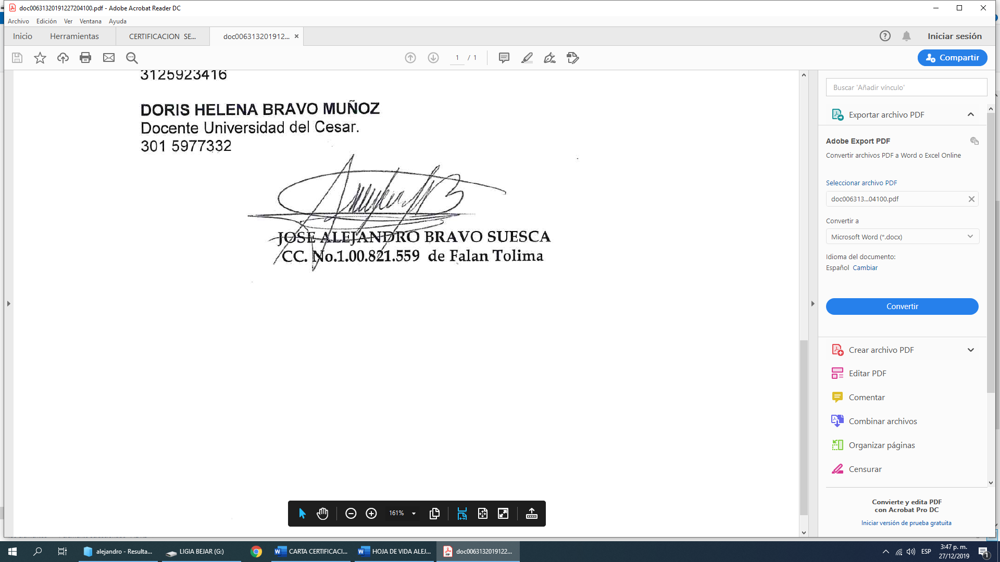 doc00631320191227204100.pdf - Adobe Acrobat Reader DC
Archivo Edición Ver Ventana Ayuda
Inicio Herramientas CERTIFICACION SE... doc006313201912... Iniciar sesión
1 / 1 Compartir
3125923416
DORIS HELENA BRAVO MUÑOZ
Docente Universidad del Cesar.
301 5977332
JOSE ALEJANDRO BRAVO SUESCA
CC. No.1.00.821.559 de Falan Tolima
161%
Buscar 'Añadir vínculo'
Exportar archivo PDF
Adobe Export PDF
Convertir archivos PDF a Word o Excel Online
Seleccionar archivo PDF
doc006313...04100.pdf
Convertir a
Microsoft Word (*.docx)
Idioma del documento:
Español Cambiar
Convertir
Crear archivo PDF
Editar PDF
Comentar
Combinar archivos
Organizar páginas
Censurar
Convierte y edita PDF
con Acrobat Pro DC
Iniciar versión de prueba gratuita
alejandro - Resulta... LIGIA BEJAR (G:) CARTA CERTIFICACI... HOJA DE VIDA ALEJ... doc0063132019122... ESP
3:47 p. m.
27/12/2019
1